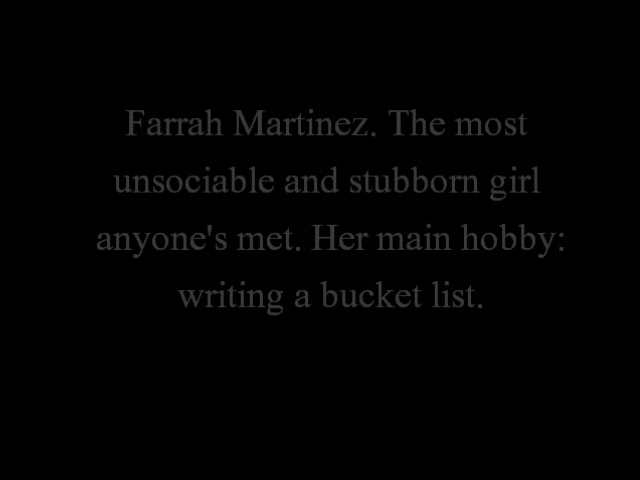 Farrah Martinez. The most
unsociable and stubborn girl
anyone's met. Her main hobby:
writing a bucket list.